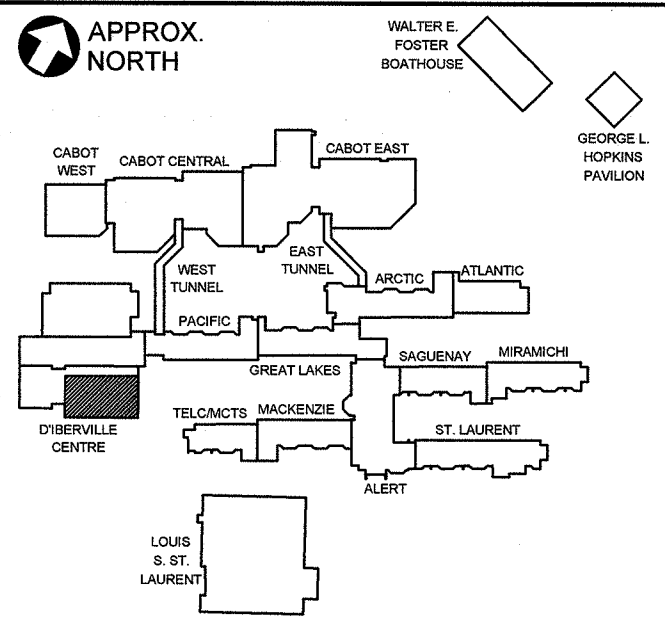 APPROX.
NORTH
WALTER E.
FOSTER
BOATHOUSE
GEORGE L.
HOPKINS
PAVILION
CABOT
WEST
CABOT CENTRAL
CABOT EAST
WEST
TUNNEL
EAST
TUNNEL
ARCTIC
ATLANTIC
PACIFIC
GREAT LAKES
SAGUENAY
MIRAMICHI
D'IBERVILLE
CENTRE
TELC/MCTS
MACKENZIE
ST. LAURENT
ALERT
LOUIS
S. ST.
LAURENT